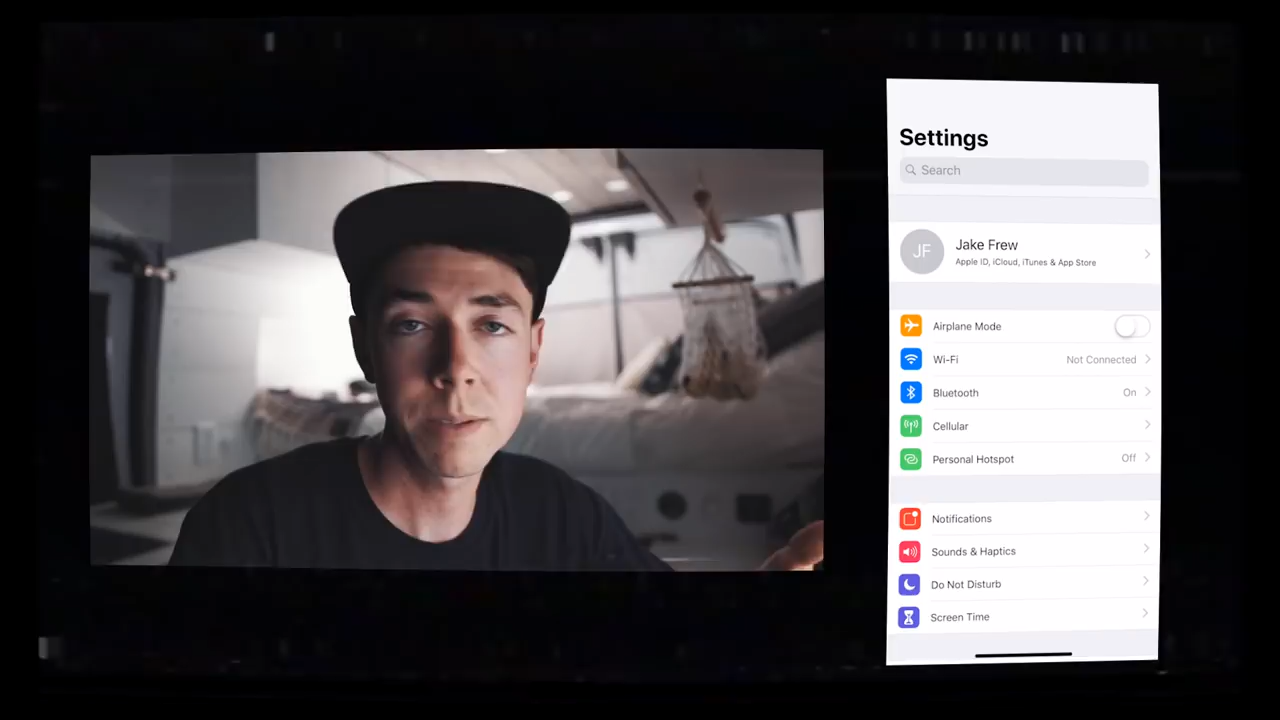 Settings
Search
JF
Jake Frew
Apple ID, iCloud, iTunes & App Store
Airplane Mode
Wi-Fi Not Connected
Bluetooth On
Cellular
Personal Hotspot Off
Notifications
Sounds & Haptics
Do Not Disturb
Screen Time